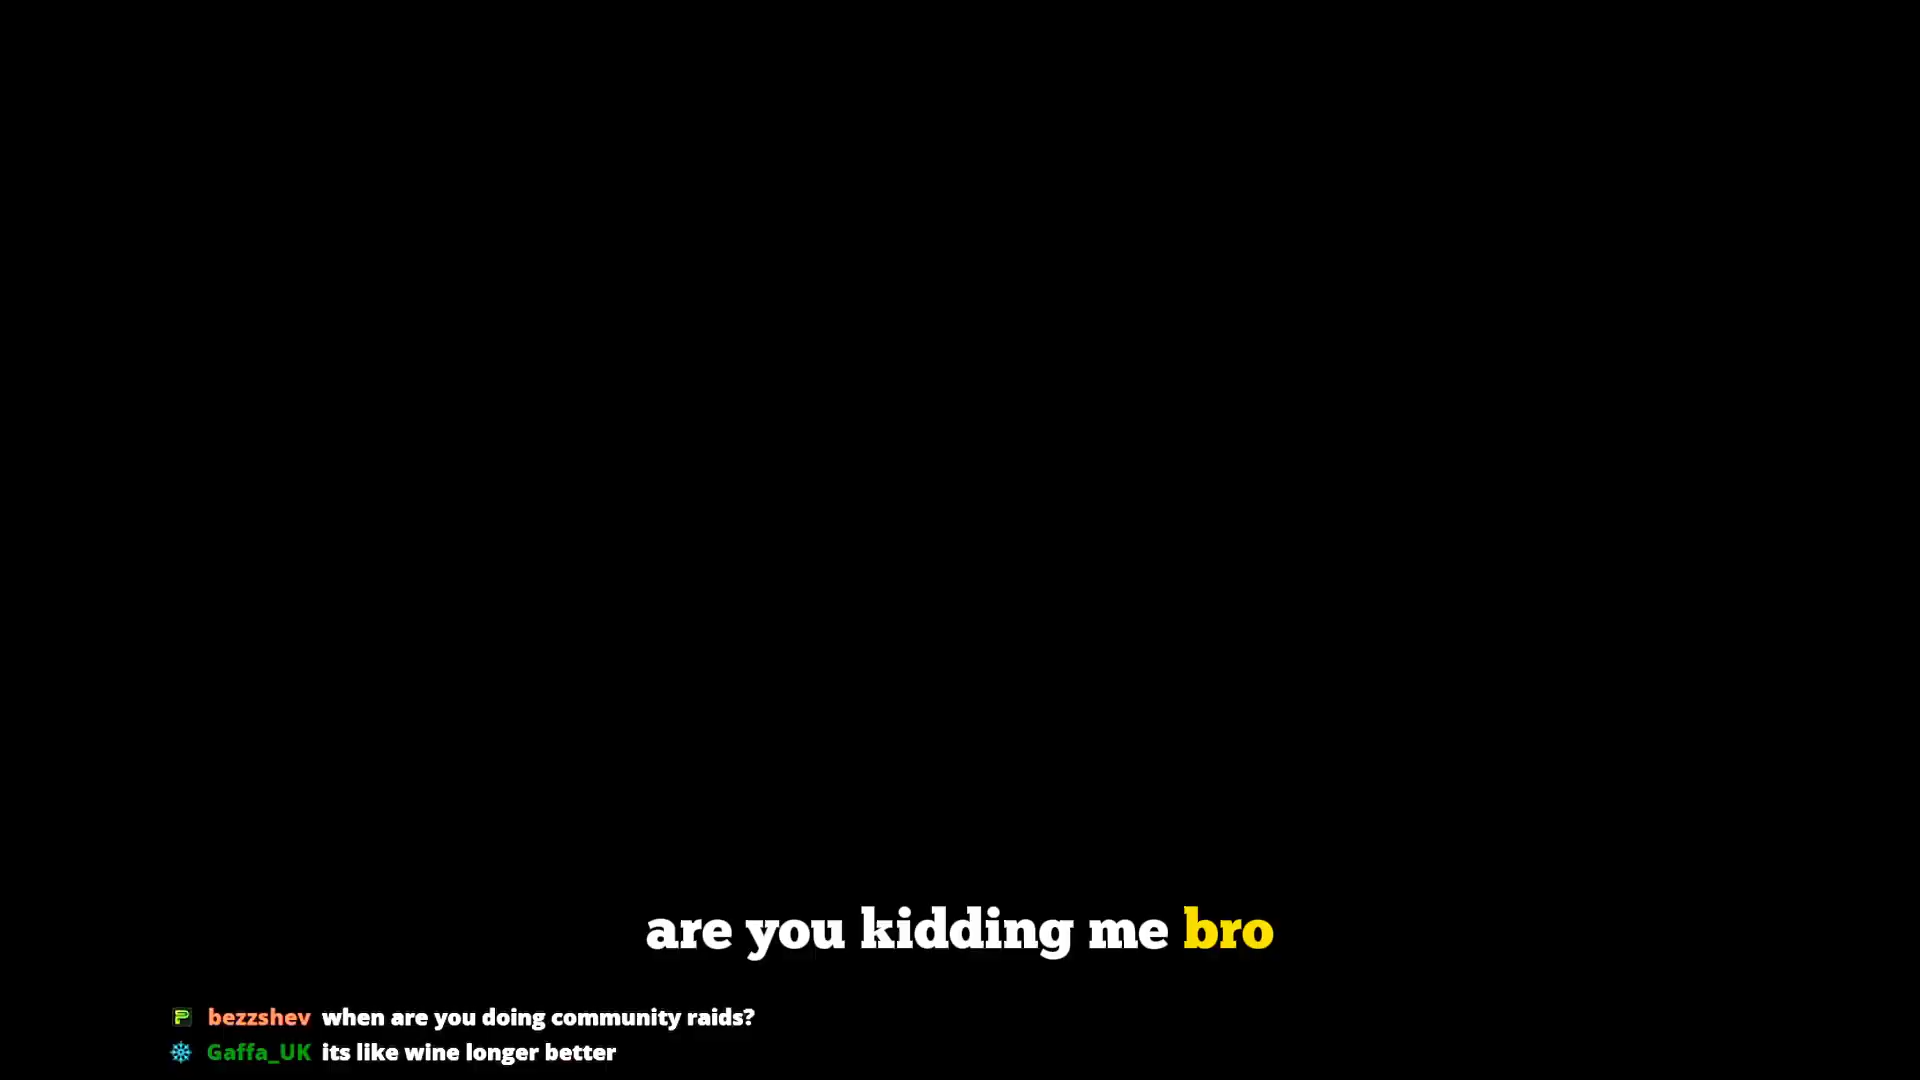 are you kidding me bro
bezzshev when are you doing community raids?
Gaffa_UK its like wine longer better